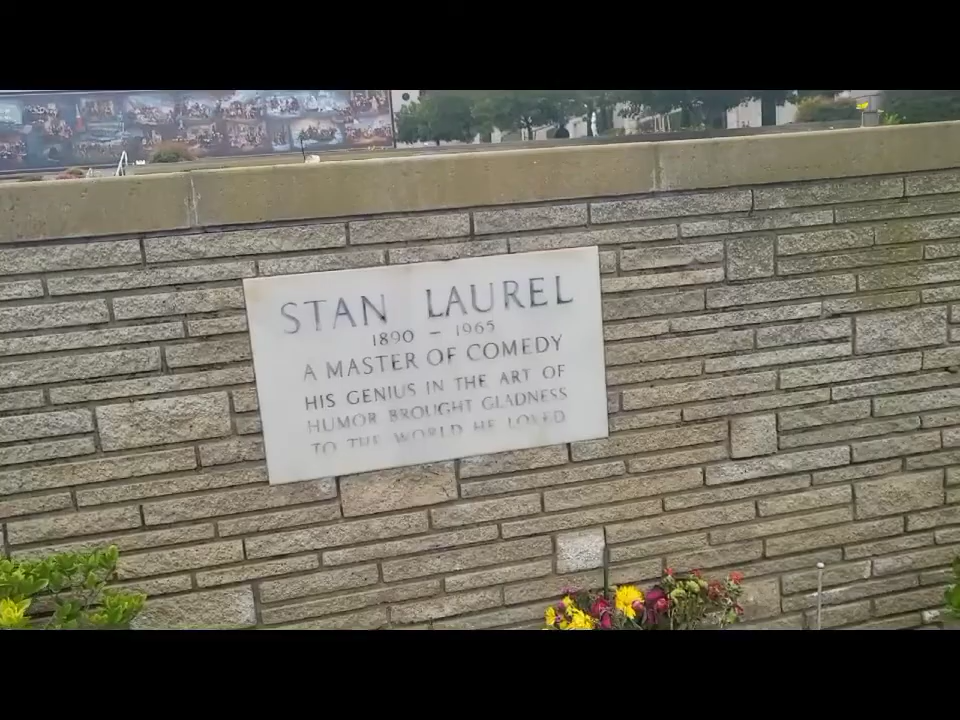 STAN LAUREL
1890 – 1965
A MASTER OF COMEDY
HIS GENIUS IN THE ART OF
HUMOR BROUGHT GLADNESS
TO THE WORLD HE LOVED